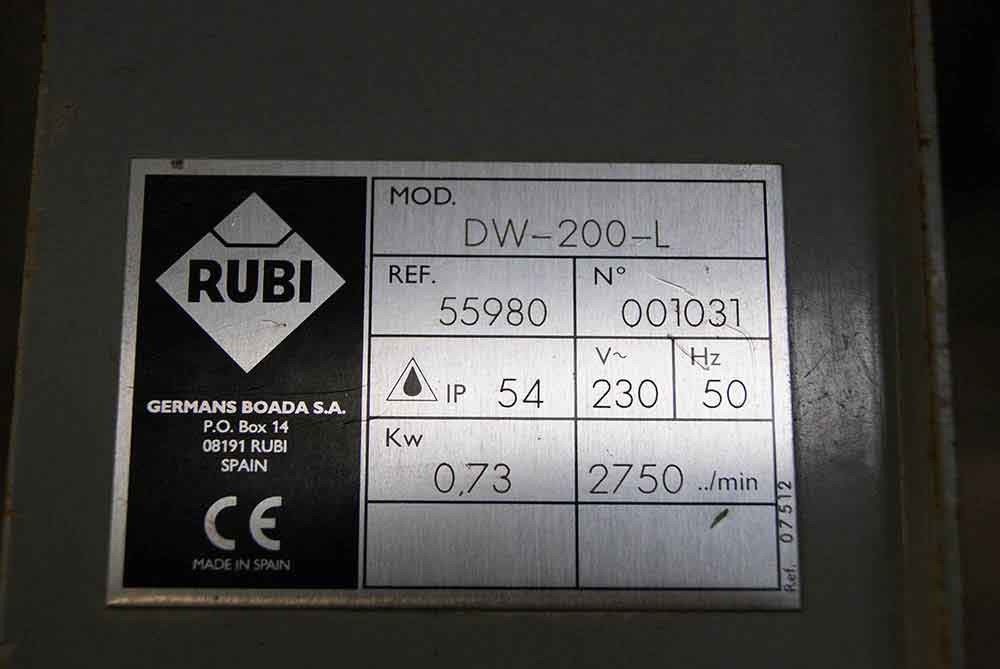 RUBI
GERMANS BOADA S.A.
P.O. Box 14
08191 RUBI
SPAIN
CE
MADE IN SPAIN
MOD.
DW-200-L
REF.
55980
N°
001031
IP 54
V~
230
Hz
50
Kw
0,73
2750 ../min
Ref. 07512